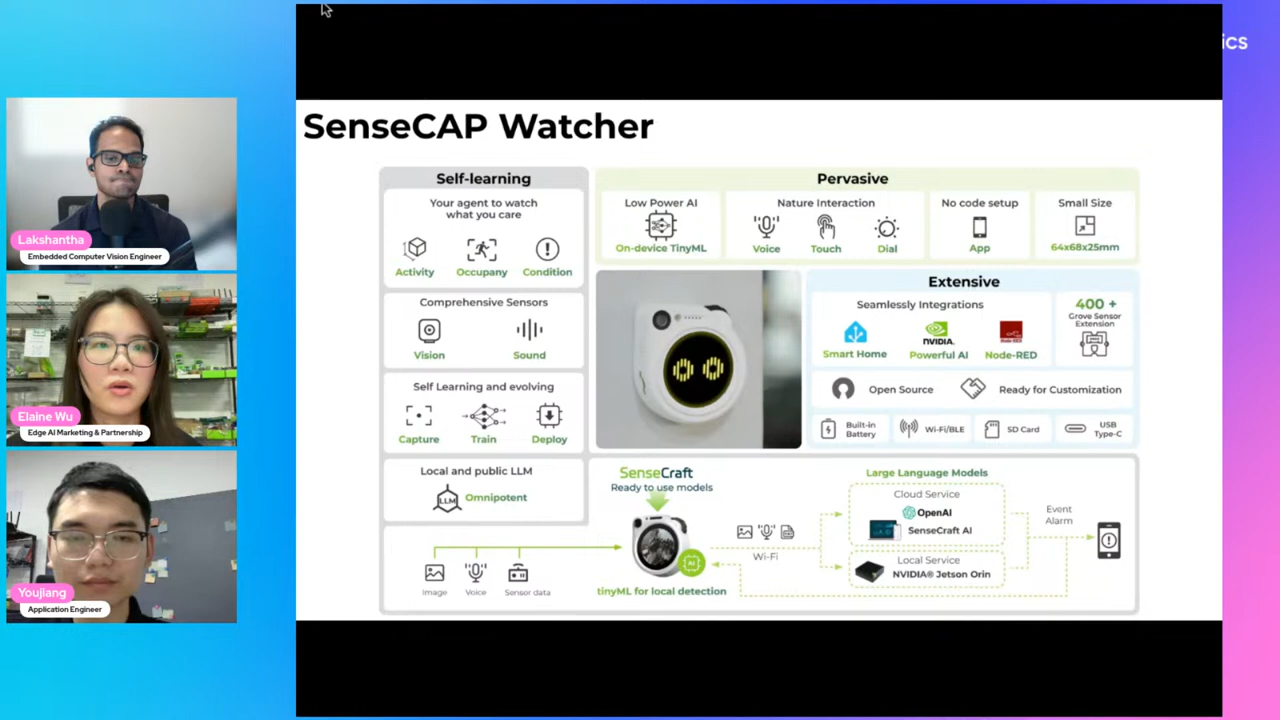 ics
Lakshantha
Embedded Computer Vision Engineer
Elaine Wu
Edge AI Marketing & Partnership
Youjiang
Application Engineer
SenseCAP Watcher
Self-learning
Your agent to watch
what you care
Activity
Occupany
Condition
Comprehensive Sensors
Vision
Sound
Self Learning and evolving
Capture
Train
Deploy
Local and public LLM
LLM
Omnipotent
Pervasive
Low Power AI
On-device TinyML
Nature Interaction
Voice
Touch
Dial
No code setup
App
Small Size
64x68x25mm
Extensive
Seamlessly Integrations
Smart Home
NVIDIA.
Powerful AI
Node-RED
400 +
Grove Sensor
Extension
Open Source
Ready for Customization
Built-in
Battery
Wi-Fi/BLE
SD Card
USB
Type-C
Image
Voice
Sensor data
SenseCraft
Ready to use models
AI
tinyML for local detection
Wi-Fi
Large Language Models
Cloud Service
OpenAI
SenseCraft AI
Local Service
NVIDIA® Jetson Orin
Event
Alarm